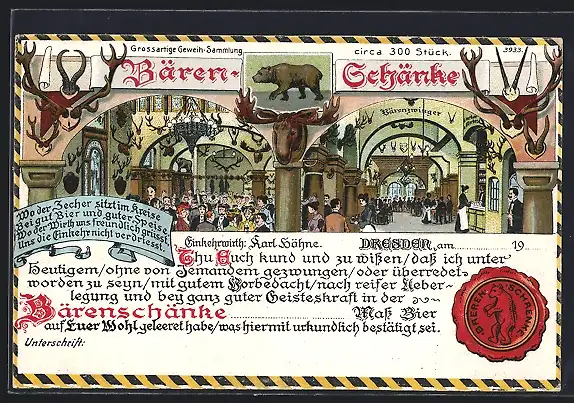 Grossartige Geweih-Sammlung circa 300 Stück. 3933.
Bären-Schänke
Bärenzwinger
Wo der Zecher sitzt im Kreise
Bei gut Bier und guter Speise,
Wo der Wirth uns freundlich grüßt
Uns die Einkehr nicht verdrießt.
Einkehrwirth: Karl Höhne. DRESDEN, am 19
Thu Euch kund und zu wißen / daß ich unter
Heutigem / ohne von Jemandem gezwungen / oder überredet
worden zu seyn / mit gutem Vorbedacht / nach reifer Ueber-
legung und bey ganz guter Geisteskraft in der
Bärenschänke Maß Bier
auf Euer Wohl geleeret habe / was hiermit urkundlich bestätigt sei.
Unterschrift:
BAEREN SCHAENKE